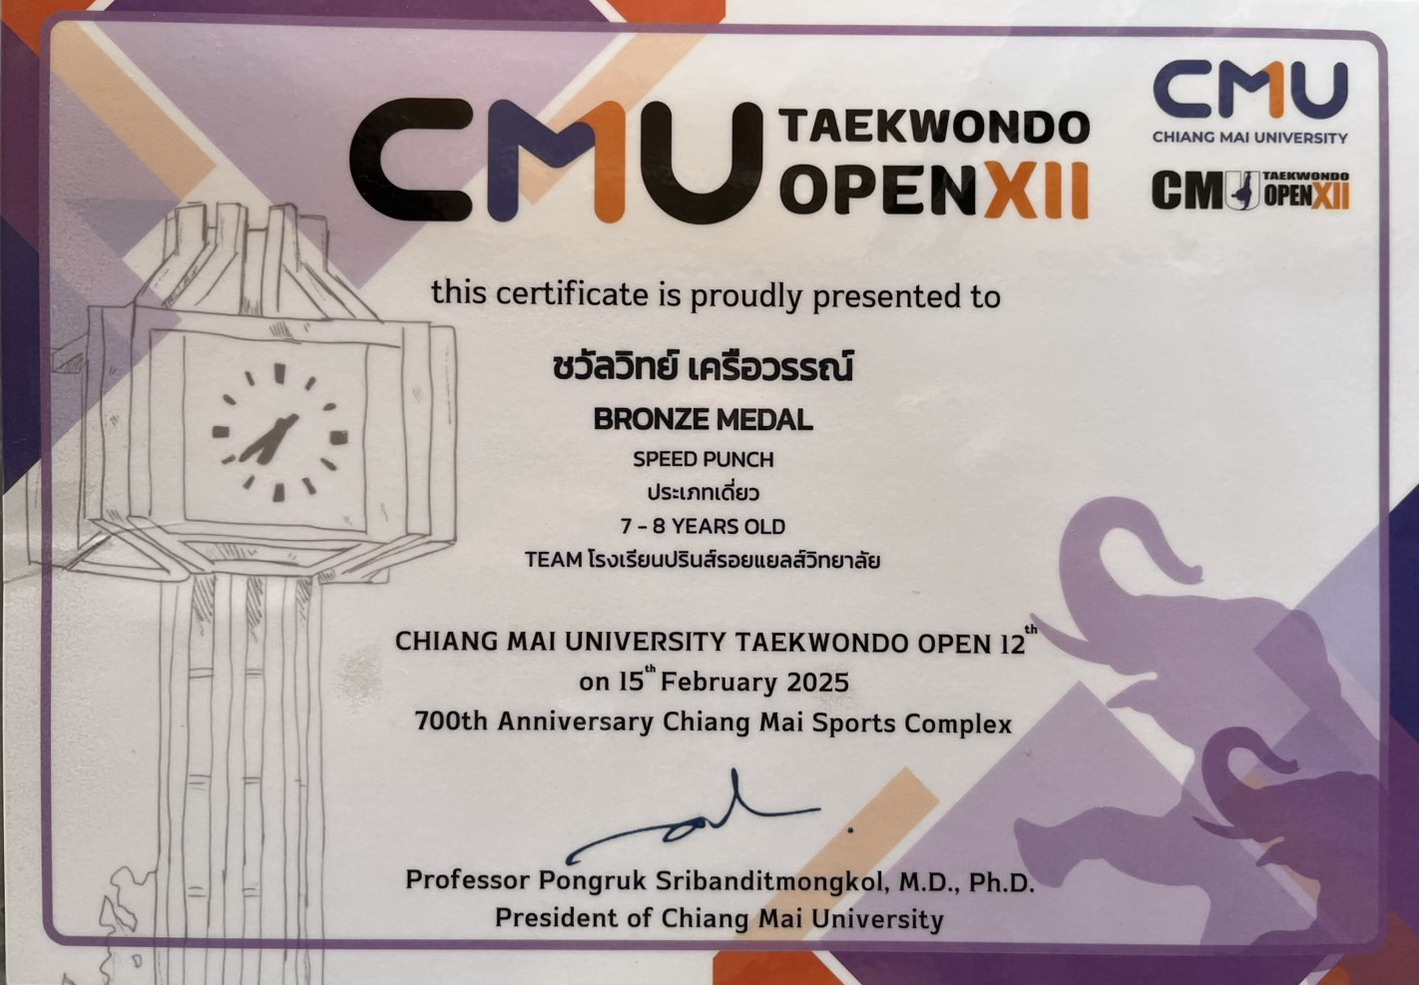 CMU TAEKWONDO OPEN XII
CMU
CHIANG MAI UNIVERSITY
CMU TAEKWONDO OPEN XII
this certificate is proudly presented to
ชวัลวิทย์ เครือวรรณ์
BRONZE MEDAL
SPEED PUNCH
ประเภทเดี่ยว
7 - 8 YEARS OLD
TEAM โรงเรียนปรินส์รอยแยลส์วิทยาลัย
CHIANG MAI UNIVERSITY TAEKWONDO OPEN 12th
on 15th February 2025
700th Anniversary Chiang Mai Sports Complex
Professor Pongruk Sribanditmongkol, M.D., Ph.D.
President of Chiang Mai University